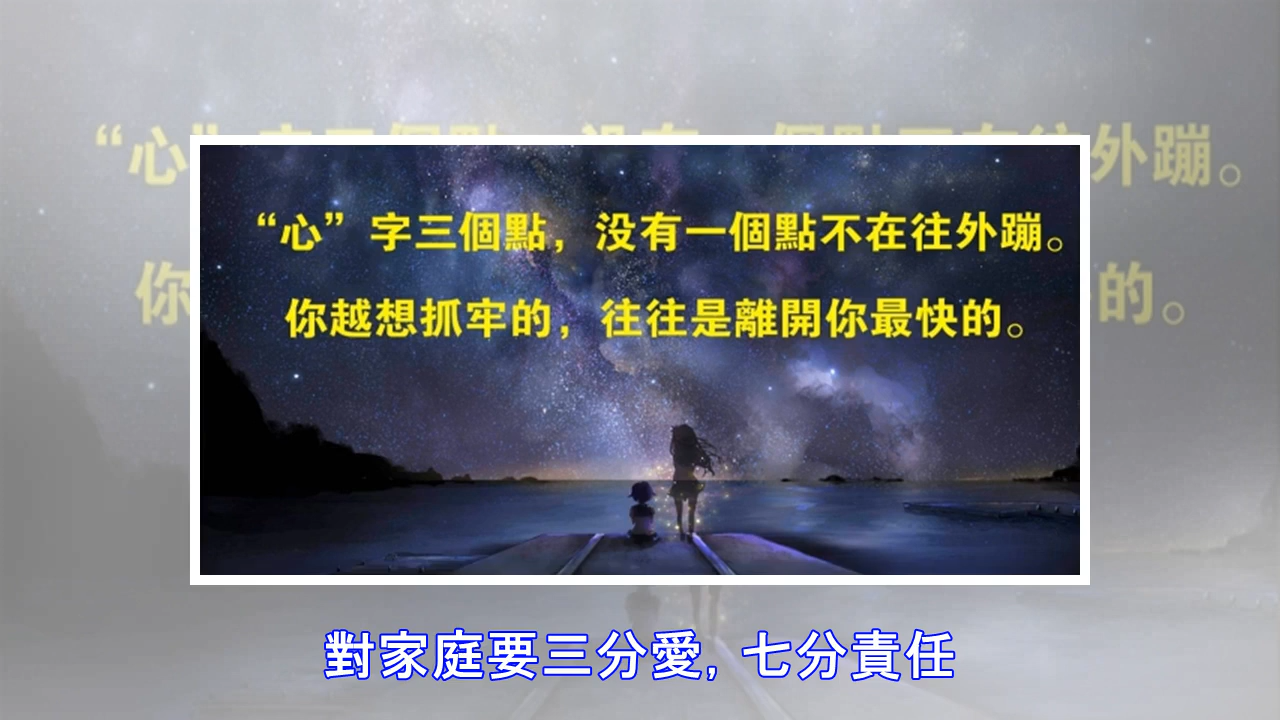 “心”字三個點，没有一個點不在往外蹦。
你越想抓牢的，往往是離開你最快的。
對家庭要三分愛, 七分責任